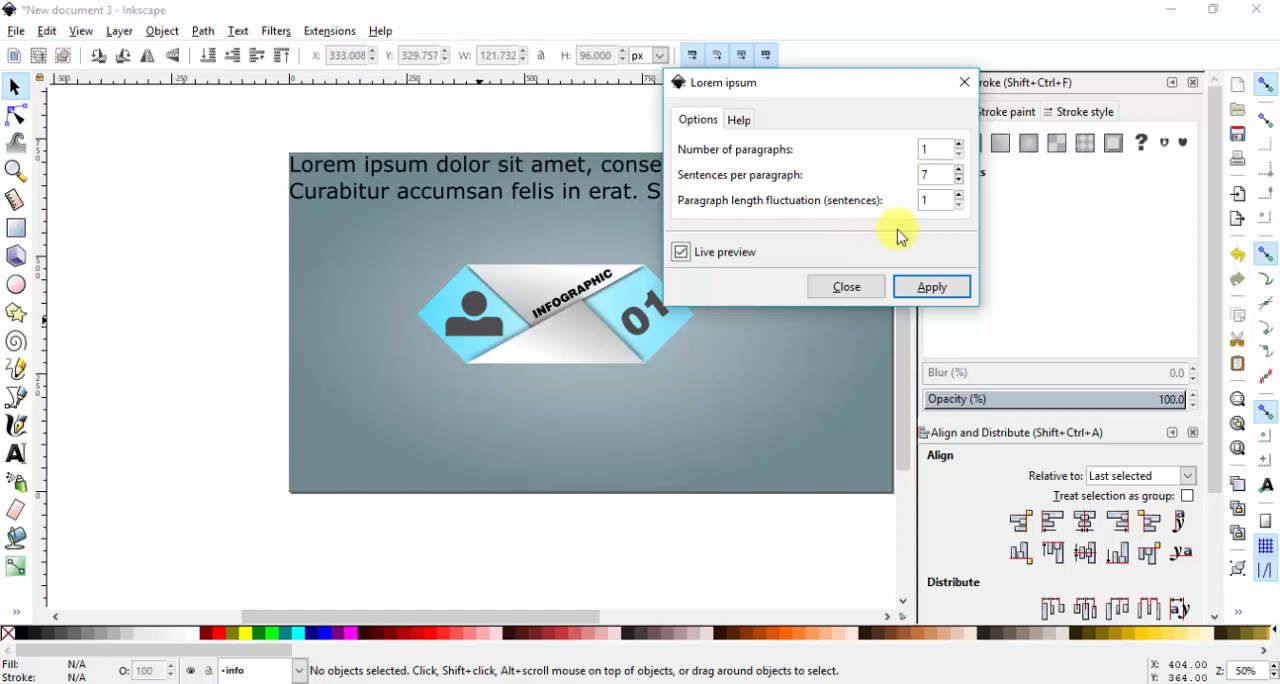 *New document 3 - Inkscape
File Edit View Layer Object Path Text Filters Extensions Help
X: 333.008 Y: 329.757 W: 121.732 H: 96.000 px
Lorem ipsum
roke (Shift+Ctrl+F)
Options Help
Stroke paint Stroke style
Number of paragraphs: 1
Sentences per paragraph: 7
Paragraph length fluctuation (sentences): 1
Live preview
Close Apply
Lorem ipsum dolor sit amet, conse
Curabitur accumsan felis in erat. S
INFOGRAPHIC
01
Blur (%) 0.0
Opacity (%) 100.0
Align and Distribute (Shift+Ctrl+A)
Align
Relative to: Last selected
Treat selection as group:
Distribute
Fill: N/A
Stroke: N/A
O: 100
-info
No objects selected. Click, Shift+click, Alt+scroll mouse on top of objects, or drag around objects to select.
X: 404.00
Y: 364.00
Z: 50%